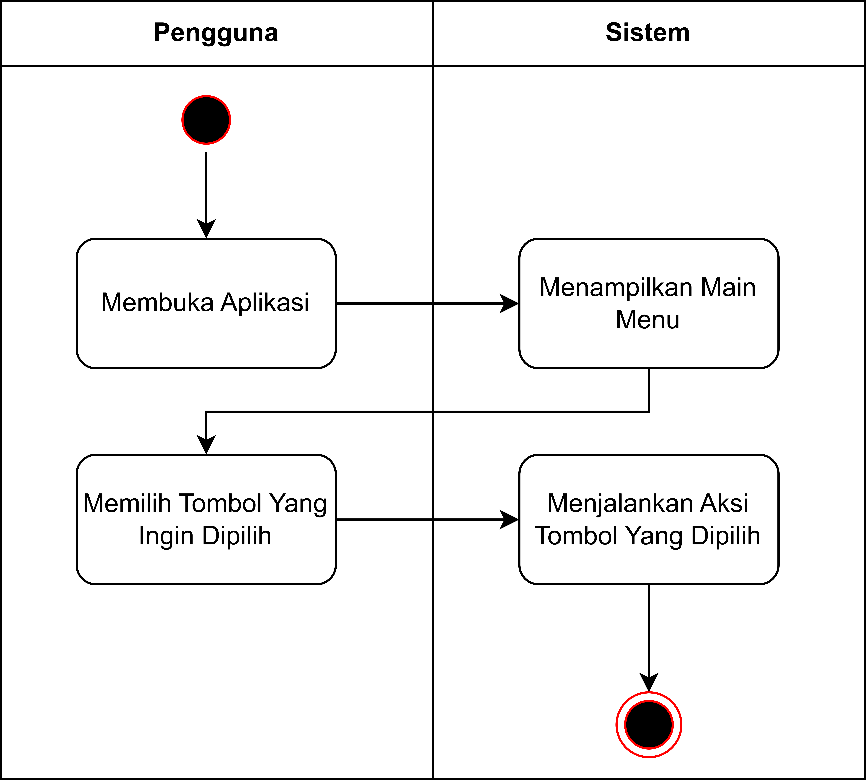 Pengguna
Sistem
Membuka Aplikasi
Menampilkan Main
Menu
Memilih Tombol Yang
Ingin Dipilih
Menjalankan Aksi
Tombol Yang Dipilih